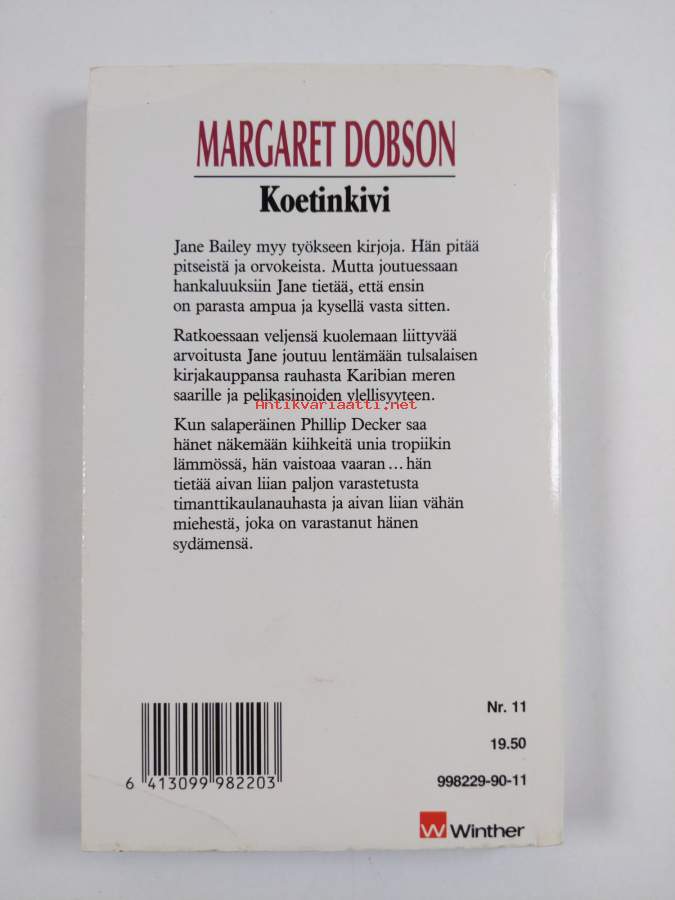 MARGARET DOBSON
Koetinkivi
Jane Bailey myy työkseen kirjoja. Hän pitää
pitseistä ja orvokeista. Mutta joutuessaan
hankaluuksiin Jane tietää, että ensin
on parasta ampua ja kysellä vasta sitten.
Ratkoessaan veljensä kuolemaan liittyvää
arvoitusta Jane joutuu lentämään tulsalaisen
kirjakauppansa rauhasta Karibian meren
saarille ja pelikasinoiden ylellisyyteen.
Antikvariaatti.net
Kun salaperäinen Phillip Decker saa
hänet näkemään kiihkeitä unia tropiikin
lämmössä, hän vaistoaa vaaran... hän
tietää aivan liian paljon varastetusta
timanttikaulanauhasta ja aivan liian vähän
miehestä, joka on varastanut hänen
sydämensä.
Nr. 11
19.50
998229-90-11
6 413099 982203
W Winther